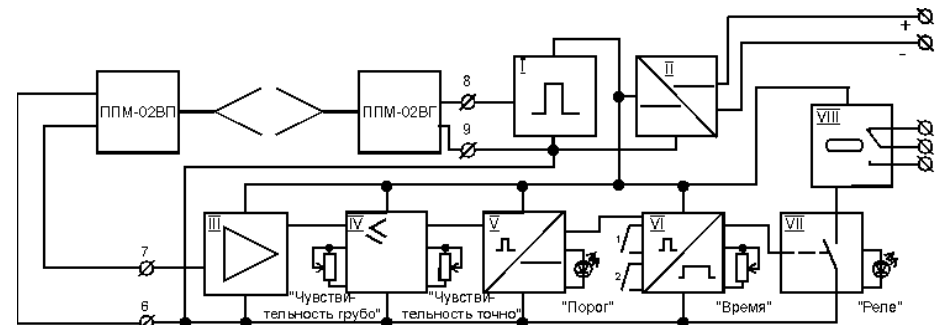 +
-
I
II
8
ППМ-02ВП
ППМ-02ВГ
9
VIII
III
IV
V
VI
VII
7
1
2
6
"Чувстви-
тельность грубо"
"Чувстви-
тельность точно"
"Порог"
"Время"
"Реле"